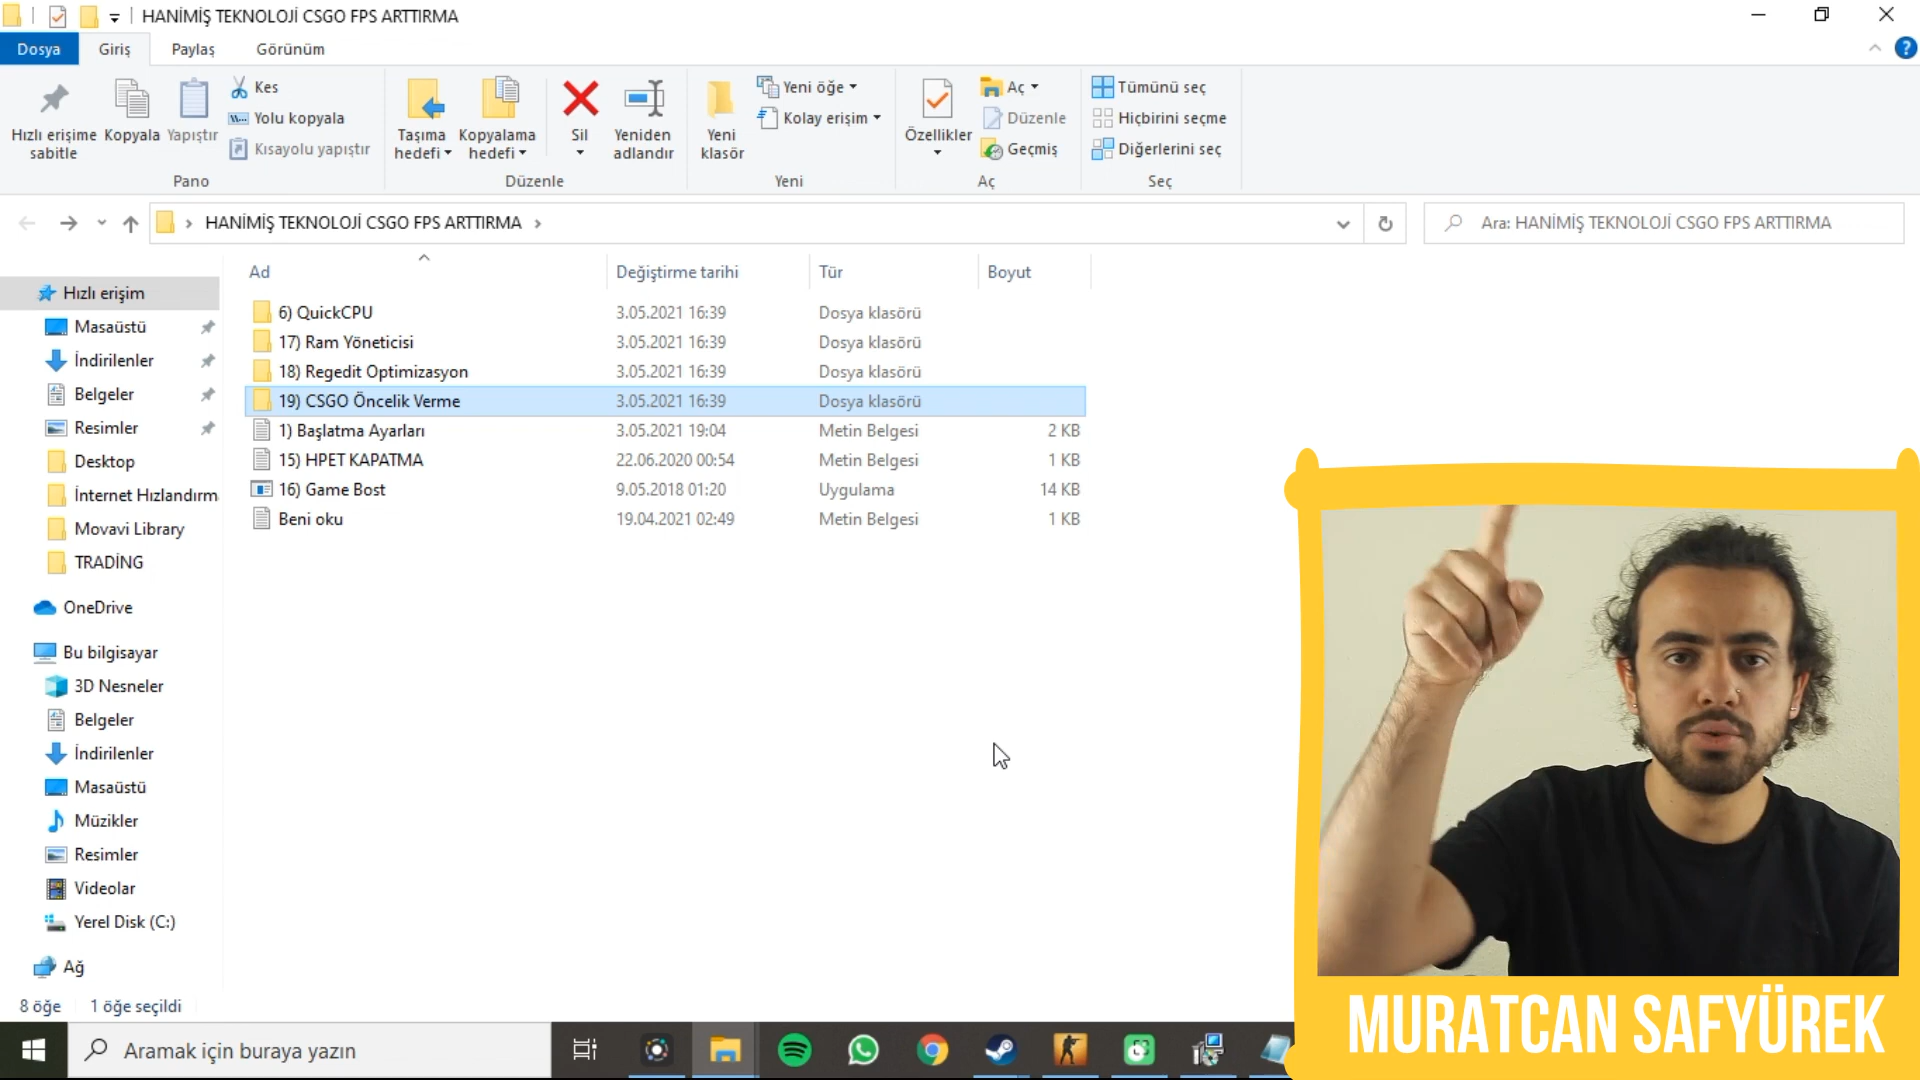 HANİMİŞ TEKNOLOJİ CSGO FPS ARTTIRMA
Dosya Giriş Paylaş Görünüm
Hızlı erişime sabitle
Kopyala
Yapıştır
Kes
Yolu kopyala
Kısayolu yapıştır
Pano
Taşıma hedefi
Kopyalama hedefi
Sil
Yeniden adlandır
Düzenle
Yeni klasör
Yeni öğe
Kolay erişim
Yeni
Özellikler
Aç
Düzenle
Geçmiş
Aç
Tümünü seç
Hiçbirini seçme
Diğerlerini seç
Seç
HANİMİŞ TEKNOLOJİ CSGO FPS ARTTIRMA
Ara: HANİMİŞ TEKNOLOJİ CSGO FPS ARTTIRMA
Hızlı erişim
Masaüstü
İndirilenler
Belgeler
Resimler
Desktop
İnternet Hızlandırm
Movavi Library
TRADİNG
OneDrive
Bu bilgisayar
3D Nesneler
Belgeler
İndirilenler
Masaüstü
Müzikler
Resimler
Videolar
Yerel Disk (C:)
Ağ
Ad Değiştirme tarihi Tür Boyut
6) QuickCPU 3.05.2021 16:39 Dosya klasörü
17) Ram Yöneticisi 3.05.2021 16:39 Dosya klasörü
18) Regedit Optimizasyon 3.05.2021 16:39 Dosya klasörü
19) CSGO Öncelik Verme 3.05.2021 16:39 Dosya klasörü
1) Başlatma Ayarları 3.05.2021 19:04 Metin Belgesi 2 KB
15) HPET KAPATMA 22.06.2020 00:54 Metin Belgesi 1 KB
16) Game Bost 9.05.2018 01:20 Uygulama 14 KB
Beni oku 19.04.2021 02:49 Metin Belgesi 1 KB
8 öğe 1 öğe seçildi
Aramak için buraya yazın
MURATCAN SAFYÜREK